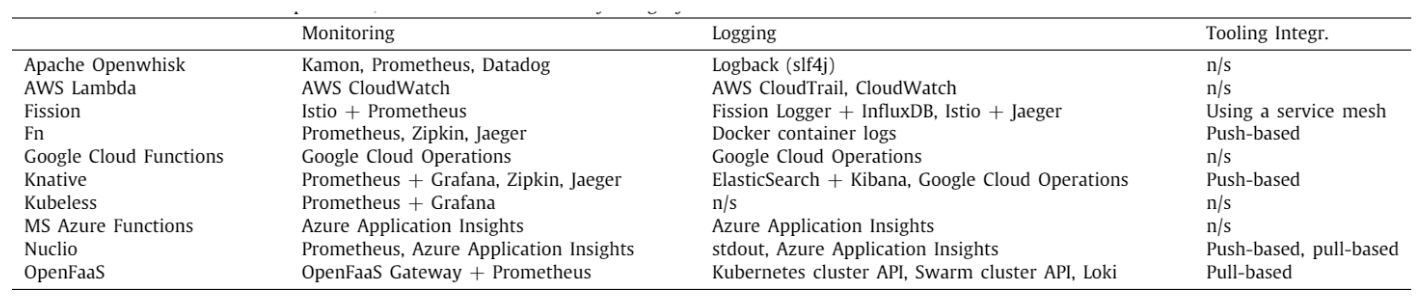 Monitoring Logging Tooling Integr.
Apache Openwhisk Kamon, Prometheus, Datadog Logback (slf4j) n/s
AWS Lambda AWS CloudWatch AWS CloudTrail, CloudWatch n/s
Fission Istio + Prometheus Fission Logger + InfluxDB, Istio + Jaeger Using a service mesh
Fn Prometheus, Zipkin, Jaeger Docker container logs Push-based
Google Cloud Functions Google Cloud Operations Google Cloud Operations n/s
Knative Prometheus + Grafana, Zipkin, Jaeger ElasticSearch + Kibana, Google Cloud Operations Push-based
Kubeless Prometheus + Grafana n/s n/s
MS Azure Functions Azure Application Insights Azure Application Insights n/s
Nuclio Prometheus, Azure Application Insights stdout, Azure Application Insights Push-based, pull-based
OpenFaaS OpenFaaS Gateway + Prometheus Kubernetes cluster API, Swarm cluster API, Loki Pull-based